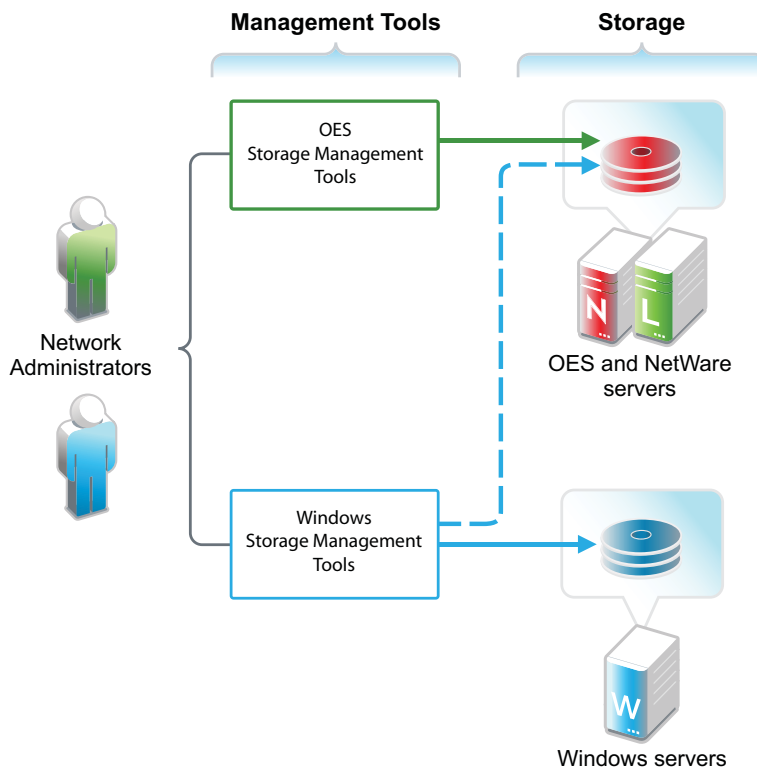 Management Tools
Storage
OES
Storage Management
Tools
N
L
Network
Administrators
OES and NetWare
servers
Windows
Storage Management
Tools
W
Windows servers